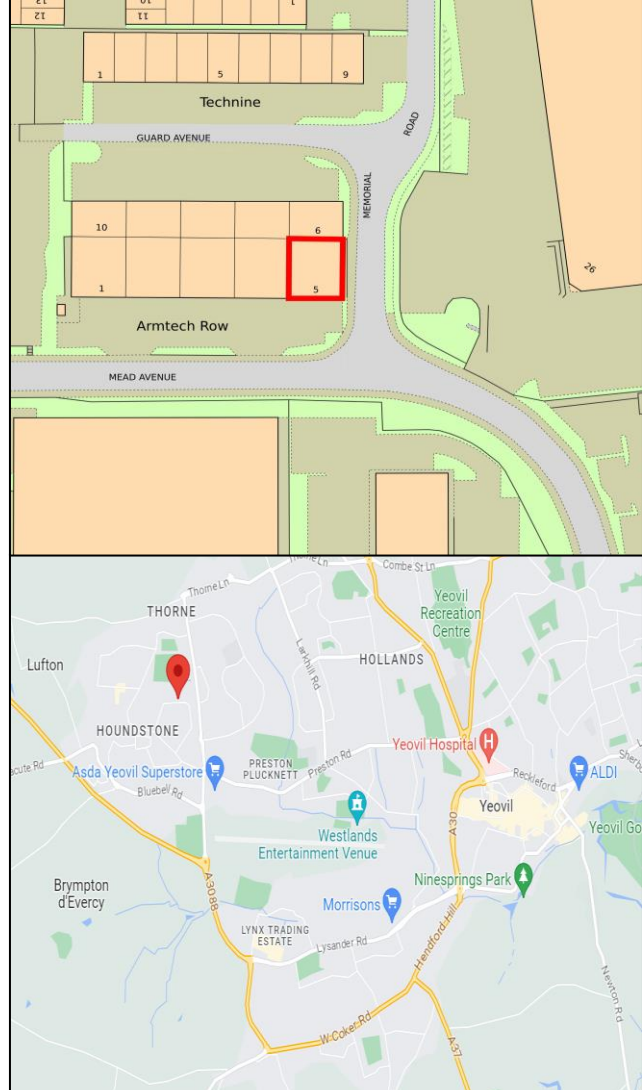 12
10
1
12
11
1
5
9
Technine
GUARD AVENUE
ROAD
MEMORIAL
10
6
26
1
5
Armtech Row
MEAD AVENUE
Thorne Ln
Combe St Ln
THORNE
Yeovil
Recreation
Centre
Lufton
Larkhill Rd
HOLLANDS
HOUNDSTONE
Yeovil Hospital
H
PRESTON
PLUCKNETT
Preston Rd
Asda Yeovil Superstore
Reckleford
ALDI
Bluebell Rd
Yeovil
Westlands
Entertainment Venue
A30
Yeovil Go
Brympton
d'Evercy
A3088
Ninesprings Park
Morrisons
LYNX TRADING
ESTATE
Lysander Rd
Hendford Hill
Newton Rd
W Coker Rd
A37